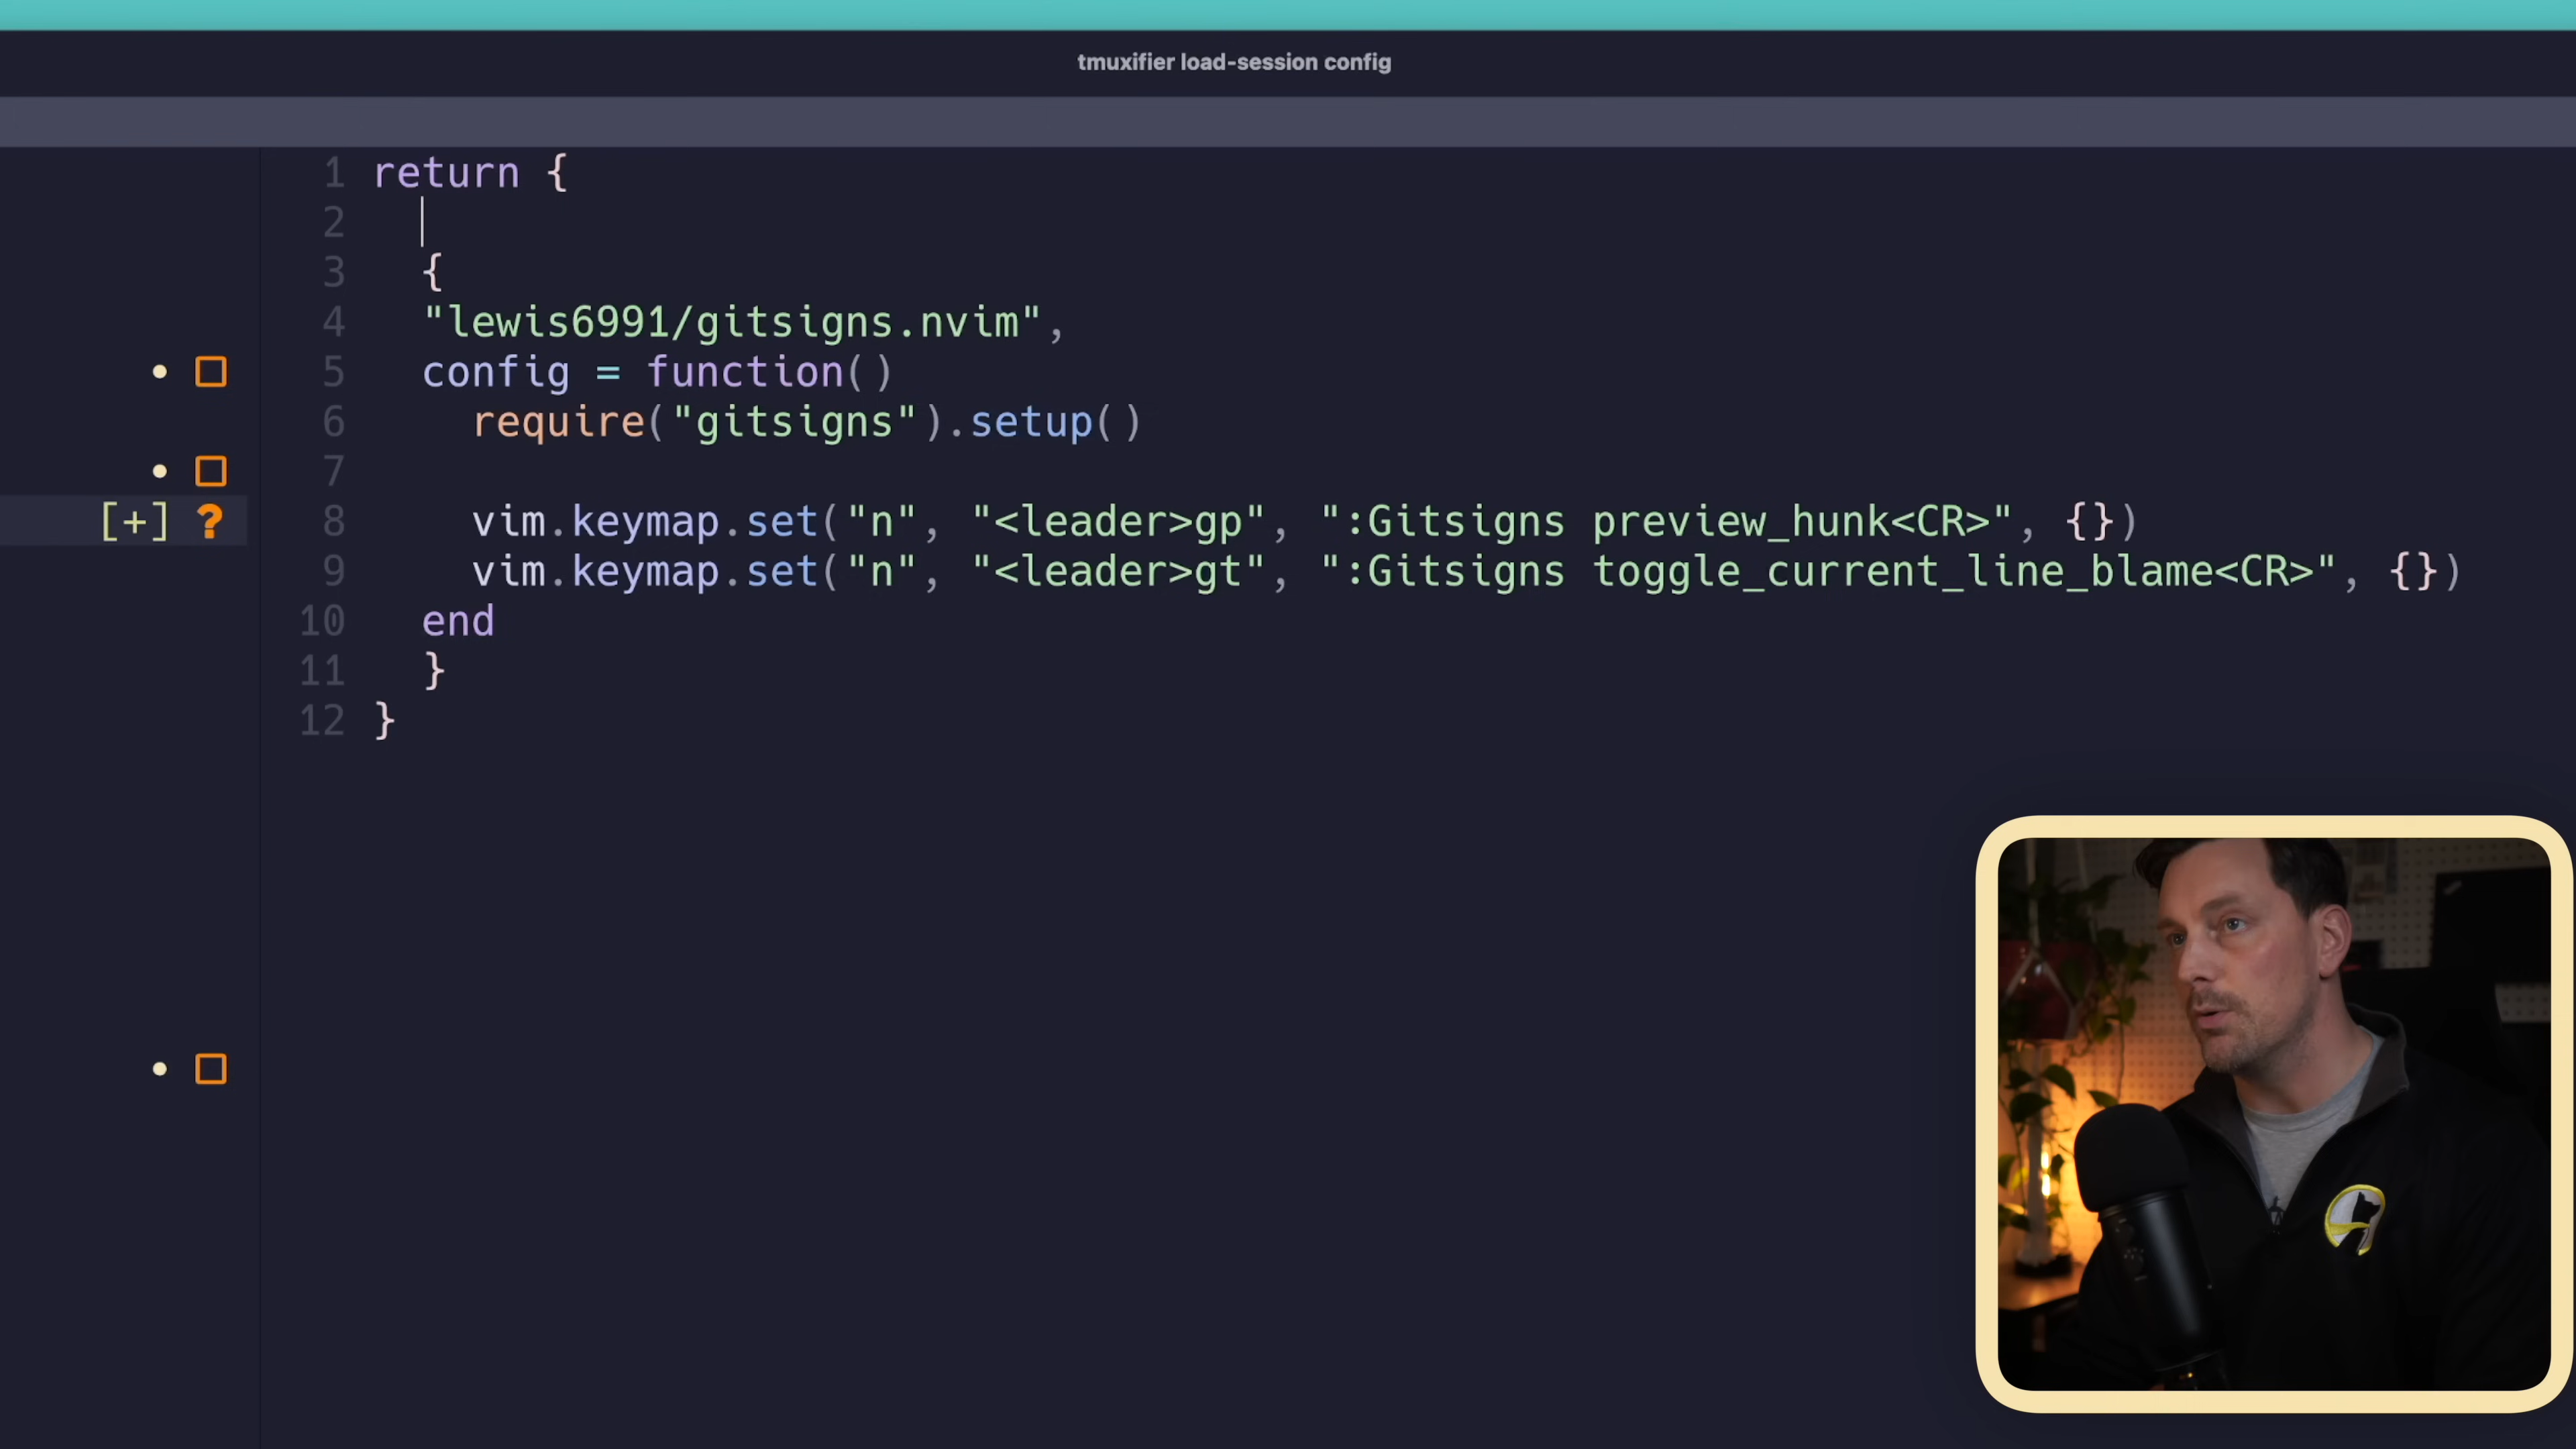 tmuxifier load-session config
1 return {
2
3 {
4 "lewis6991/gitsigns.nvim",
5 config = function()
6 require("gitsigns").setup()
7
[+] ? 8 vim.keymap.set("n", "<leader>gp", ":Gitsigns preview_hunk<CR>", {})
9 vim.keymap.set("n", "<leader>gt", ":Gitsigns toggle_current_line_blame<CR>", {})
10 end
11 }
12 }